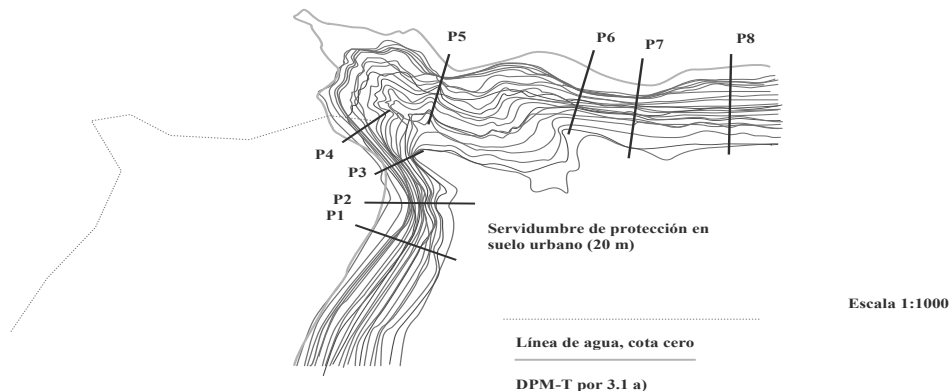 P5
P6
P7
P8
P4
P3
P2
P1
Servidumbre de protección en
suelo urbano (20 m)
Escala 1:1000
Línea de agua, cota cero
DPM-T por 3.1 a)